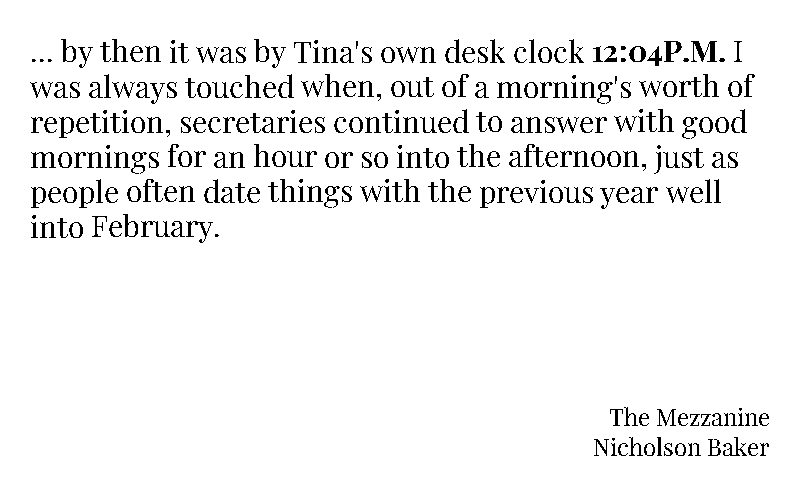 ... by then it was by Tina's own desk clock 12:04P.M. I
was always touched when, out of a morning's worth of
repetition, secretaries continued to answer with good
mornings for an hour or so into the afternoon, just as
people often date things with the previous year well
into February.
The Mezzanine
Nicholson Baker